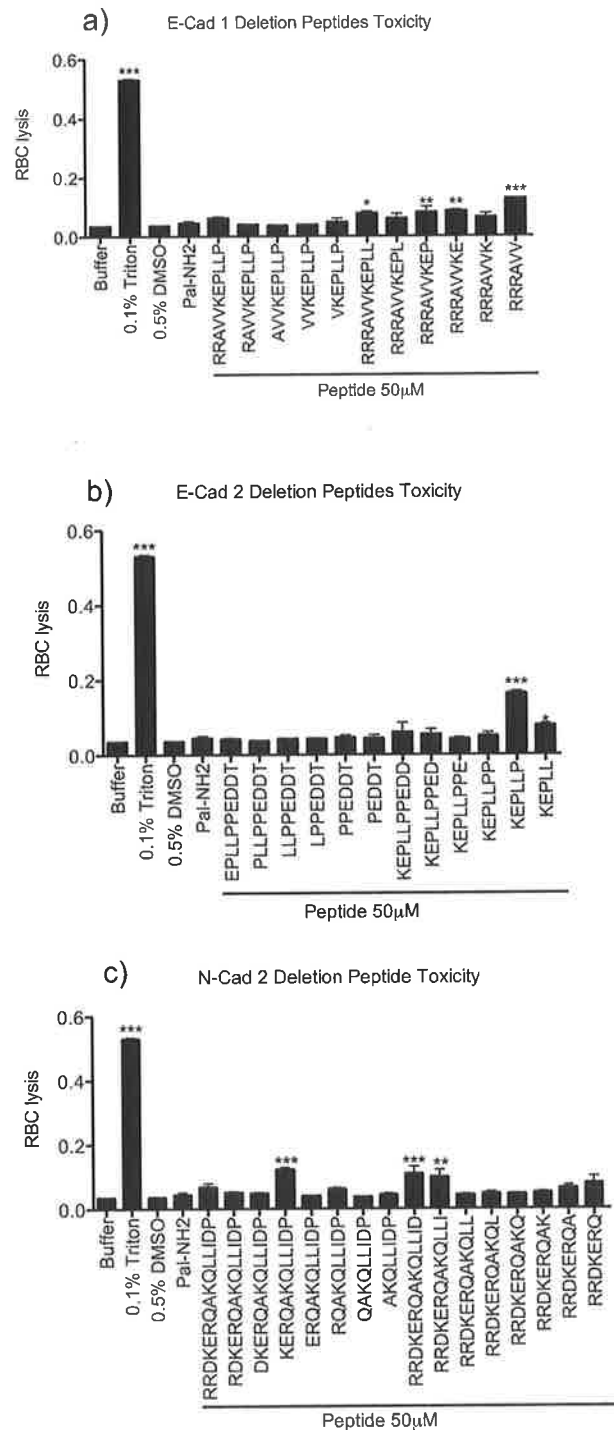 a)
E-Cad 1 Deletion Peptides Toxicity
RBC lysis
0.6
0.4
0.2
0.0
***
*
**
**
***
Buffer
0.1% Triton
0.5% DMSO
Pal-NH2
RRAVVKEPLLP
RAVVKEPLLP
AVVKEPLLP
VVKEPLLP
VKEPLLP
RRRAVVKEPLL
RRRAVVKEPL
RRRAVVKEP
RRRAVVKE
RRRAVVK
RRRAVV
Peptide 50µM
b)
E-Cad 2 Deletion Peptides Toxicity
RBC lysis
0.6
0.4
0.2
0.0
***
***
*
Buffer
0.1% Triton
0.5% DMSO
Pal-NH2
EPLLPPEDDT
PLLPPEDDT
LLPPEDDT
LPPEDDT
PPEDDT
PEDDT
KEPLLPPEDD
KEPLLPPED
KEPLLPPE
KEPLLPP
KEPLLP
KEPLL
Peptide 50µM
c)
N-Cad 2 Deletion Peptide Toxicity
RBC lysis
0.6
0.4
0.2
0.0
***
***
***
**
Buffer
0.1% Triton
0.5% DMSO
Pal-NH2
RRDKERQAKQLLIDP
RDKERQAKQLLIDP
DKERQAKQLLIDP
KERQAKQLLIDP
ERQAKQLLIDP
RQAKQLLIDP
QAKQLLIDP
AKQLLIDP
RRDKERQAKQLLID
RRDKERQAKQLLI
RRDKERQAKQLL
RRDKERQAKQL
RRDKERQAKQ
RRDKERQAK
RRDKERQA
RRDKERQ
Peptide 50µM